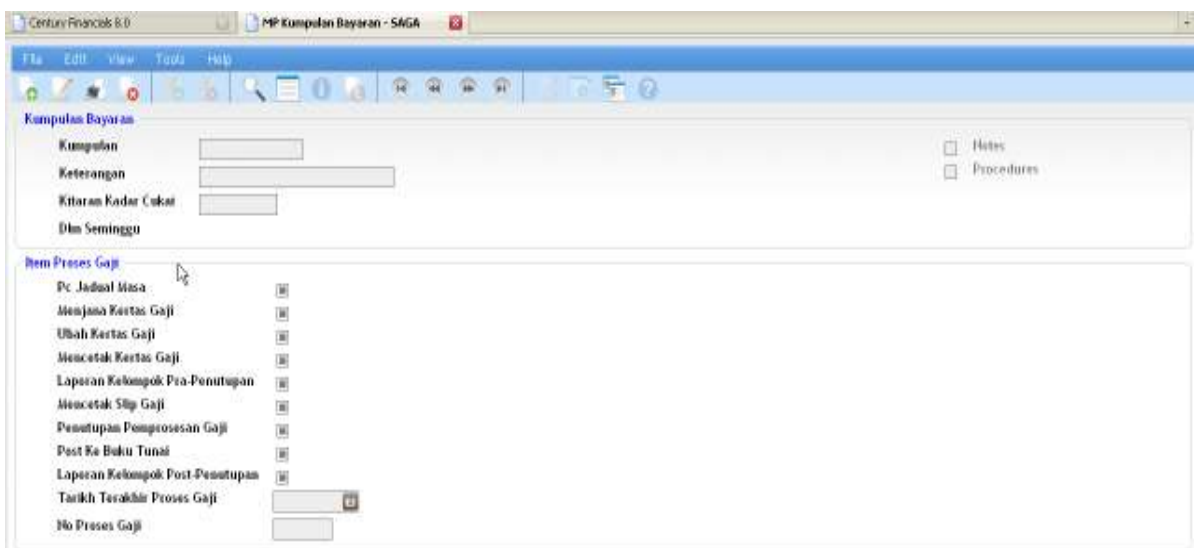 Century Financials 8.0
MP Kumpulan Bayaran - SAGA
File Edit View Tools Help
Kumpulan Bayaran
Kumpulan
Notes
Keterangan
Procedures
Kitaran Kadar Cukai
Dlm Seminggu
Item Proses Gaji
Pc Jadual Masa
Menjana Kertas Gaji
Ubah Kertas Gaji
Mencetak Kertas Gaji
Laporan Kelompok Pra-Penutupan
Mencetak Slip Gaji
Penutupan Pemprosesan Gaji
Post Ke Buku Tunai
Laporan Kelompok Post-Penutupan
Tarikh Terakhir Proses Gaji
No Proses Gaji